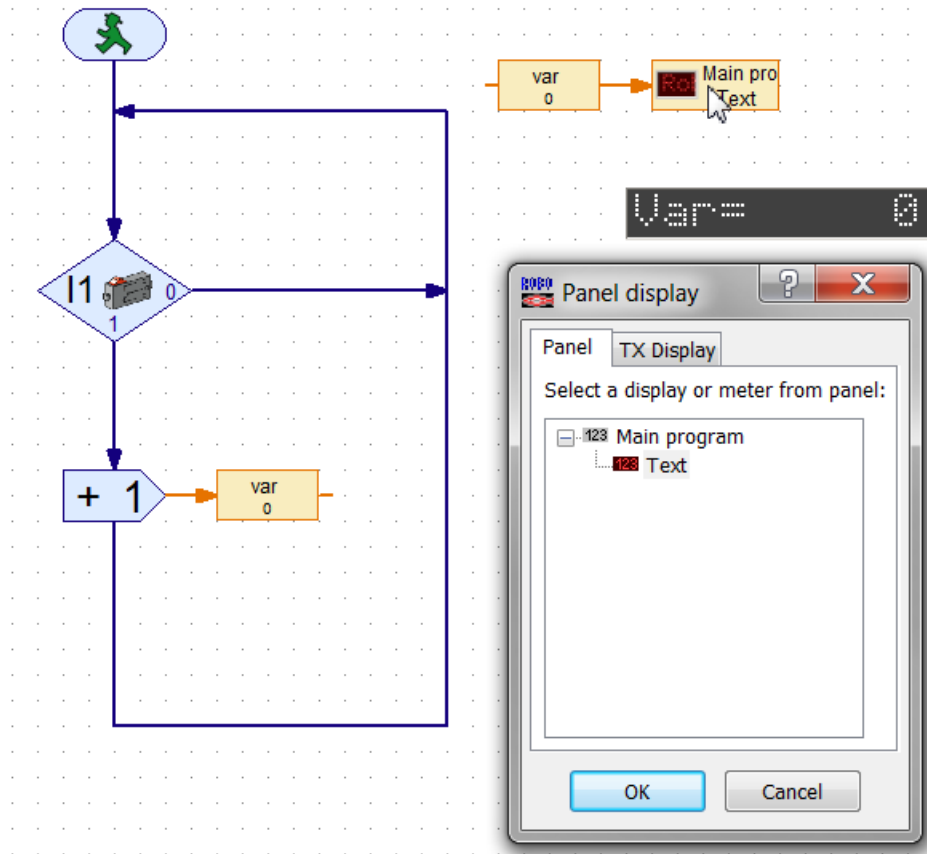 var
0
Main pro
Text
Var= 0
I1
0
1
ROBO
Panel display
Panel
TX Display
Select a display or meter from panel:
123 Main program
123 Text
+ 1
var
0
OK
Cancel